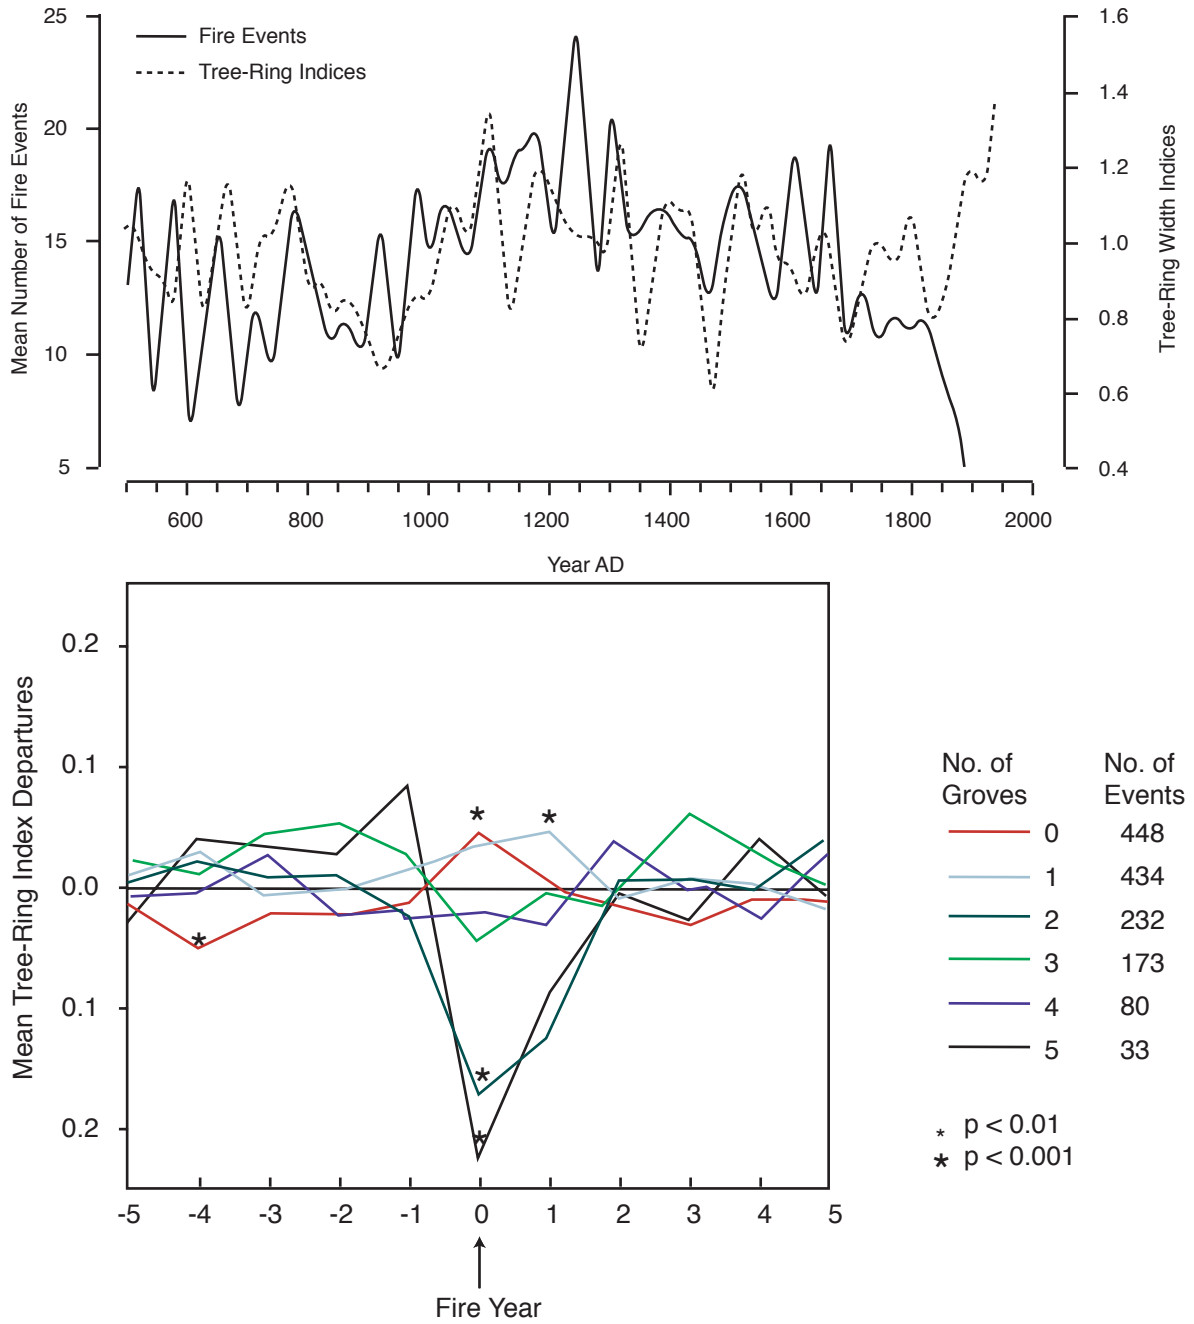 25
20
15
10
5
Mean Number of Fire Events
Fire Events
Tree-Ring Indices
1.6
1.4
1.2
1.0
0.8
0.6
0.4
Tree-Ring Width Indices
600 800 1000 1200 1400 1600 1800 2000
Year AD
0.2
0.1
0.0
0.1
0.2
Mean Tree-Ring Index Departures
* *
*
*
*
-5 -4 -3 -2 -1 0 1 2 3 4 5
Fire Year
No. of No. of
Groves Events
0 448
1 434
2 232
3 173
4 80
5 33
* p < 0.01
* p < 0.001